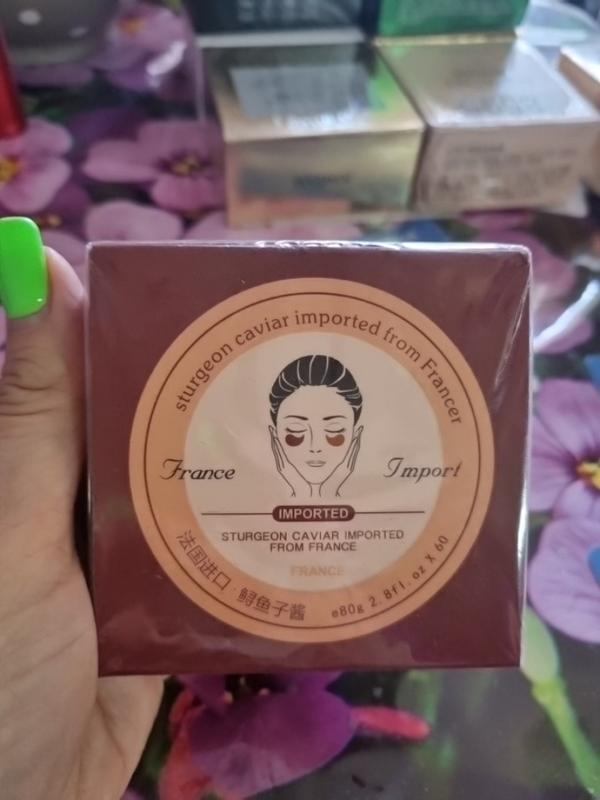 sturgeon caviar imported from Francer
France Import
IMPORTED
STURGEON CAVIAR IMPORTED
FROM FRANCE
FRANCE
法国进口·鲟鱼子酱 e80g 2.8fl.oz X 60